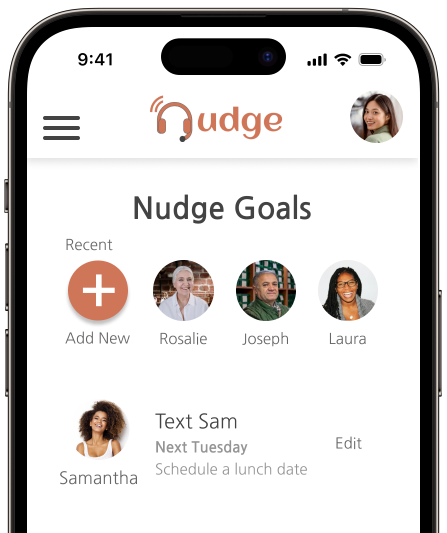 9:41
nudge
Nudge Goals
Recent
Add New Rosalie Joseph Laura
Text Sam
Next Tuesday
Edit
Schedule a lunch date
Samantha